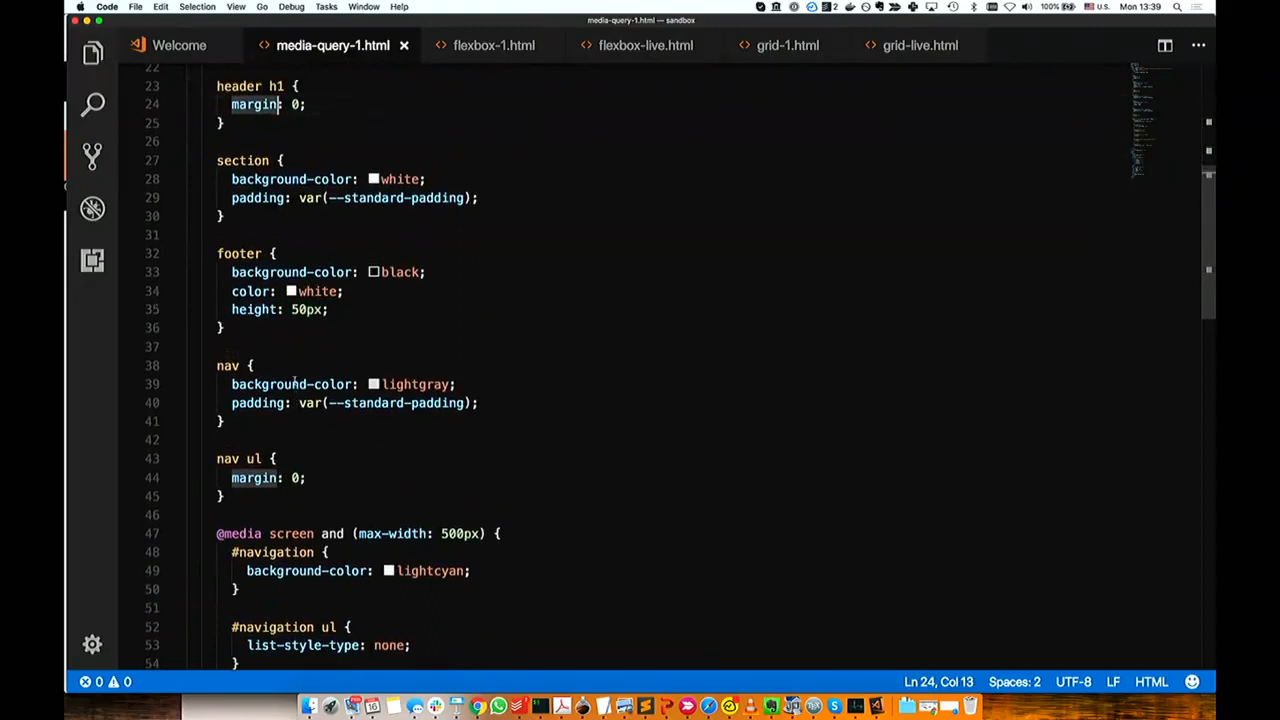 Code File Edit Selection View Go Debug Tasks Window Help 2 100% U.S. Mon 13:39
media-query-1.html — sandbox
Welcome media-query-1.html flexbox-1.html flexbox-live.html grid-1.html grid-live.html
22
23 header h1 {
24 margin: 0;
25 }
26
27 section {
28 background-color: white;
29 padding: var(--standard-padding);
30 }
31
32 footer {
33 background-color: black;
34 color: white;
35 height: 50px;
36 }
37
38 nav {
39 background-color: lightgray;
40 padding: var(--standard-padding);
41 }
42
43 nav ul {
44 margin: 0;
45 }
46
47 @media screen and (max-width: 500px) {
48 #navigation {
49 background-color: lightcyan;
50 }
51
52 #navigation ul {
53 list-style-type: none;
54 }
0 0 Ln 24, Col 13 Spaces: 2 UTF-8 LF HTML